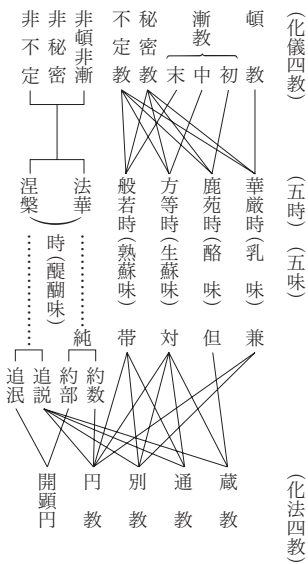 (化儀四教)
(五時)(五味)
(化法四教)
頓教
華厳時(乳味)
兼
蔵教
漸教
初
鹿苑時(酪味)
但
中
方等時(生蘇味)
対
通教
末
般若時(熟蘇味)
帯
別教
秘密教
不定教
円教
非頓非漸
法華
純
約数
約部
開顕円
非秘密
時(醍醐味)
非不定
涅槃
追説
追泯